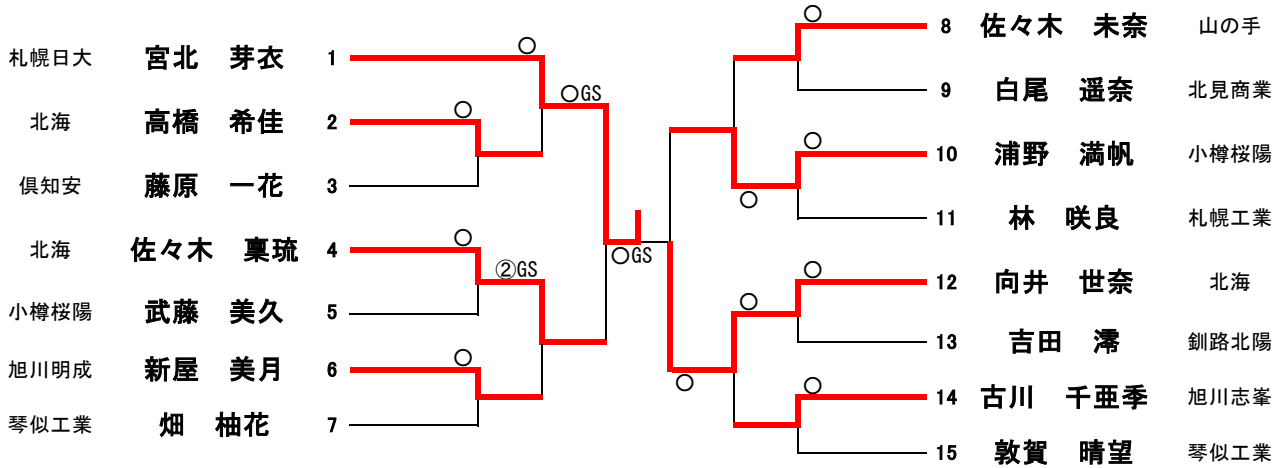 札幌日大 宮北 芽衣 1
北海 高橋 希佳 2
倶知安 藤原 一花 3
北海 佐々木 稟琉 4
小樽桜陽 武藤 美久 5
旭川明成 新屋 美月 6
琴似工業 畑 柚花 7
○
○
○GS
○
②GS
○
○GS
8 佐々木 未奈 山の手
9 白尾 遥奈 北見商業
10 浦野 満帆 小樽桜陽
11 林 咲良 札幌工業
12 向井 世奈 北海
13 吉田 澪 釧路北陽
14 古川 千亜季 旭川志峯
15 敦賀 晴望 琴似工業
○
○
○
○
○
○
○